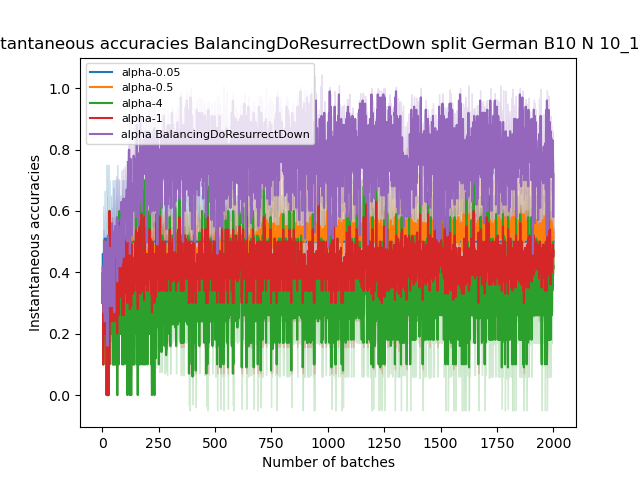 tantaneous accuracies BalancingDoResurrectDown split German B10 N 10_1
alpha-0.05
alpha-0.5
alpha-4
alpha-1
alpha BalancingDoResurrectDown
Instantaneous accuracies
1.0
0.8
0.6
0.4
0.2
0.0
0 250 500 750 1000 1250 1500 1750 2000
Number of batches